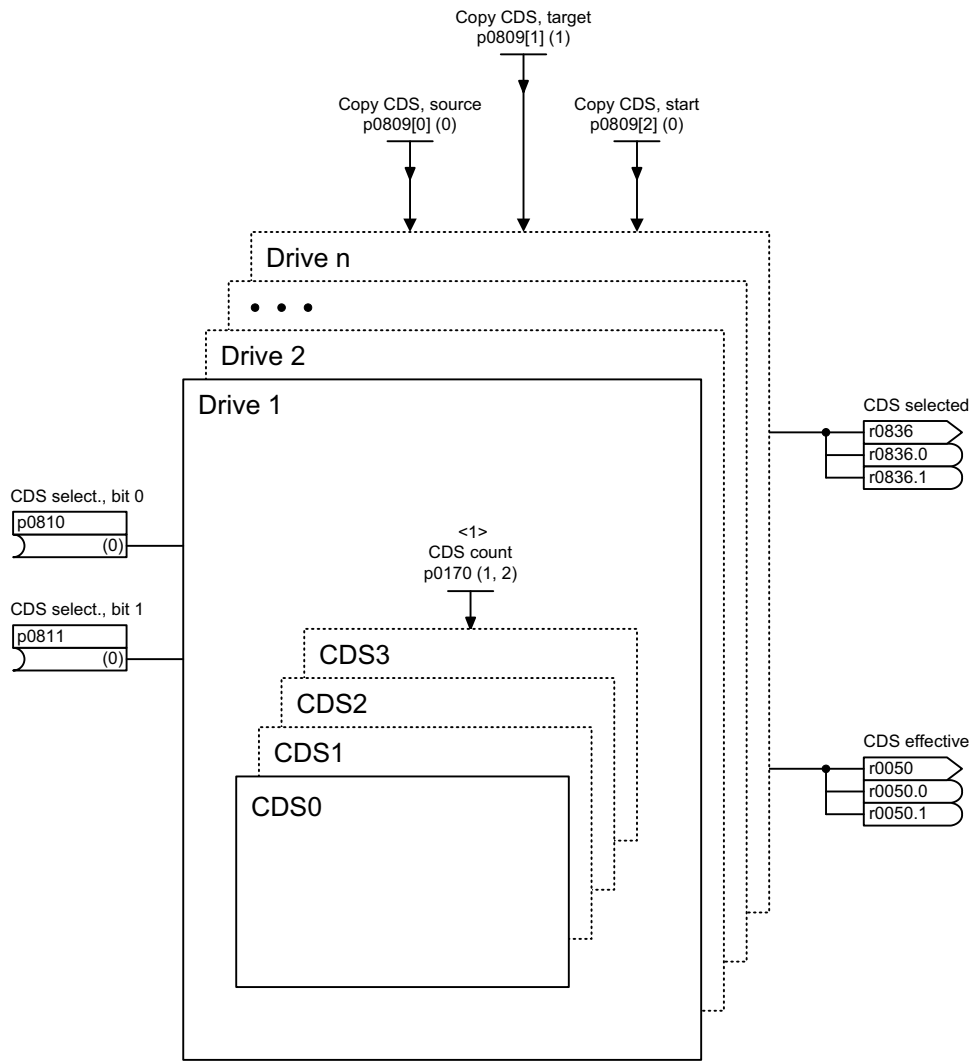 Copy CDS, target
p0809[1] (1)
Copy CDS, source
p0809[0] (0)
Copy CDS, start
p0809[2] (0)
Drive n
• • •
Drive 2
Drive 1
CDS selected
r0836
r0836.0
r0836.1
CDS select., bit 0
p0810
(0)
<1>
CDS count
p0170 (1, 2)
CDS select., bit 1
p0811
(0)
CDS3
CDS2
CDS1
CDS0
CDS effective
r0050
r0050.0
r0050.1